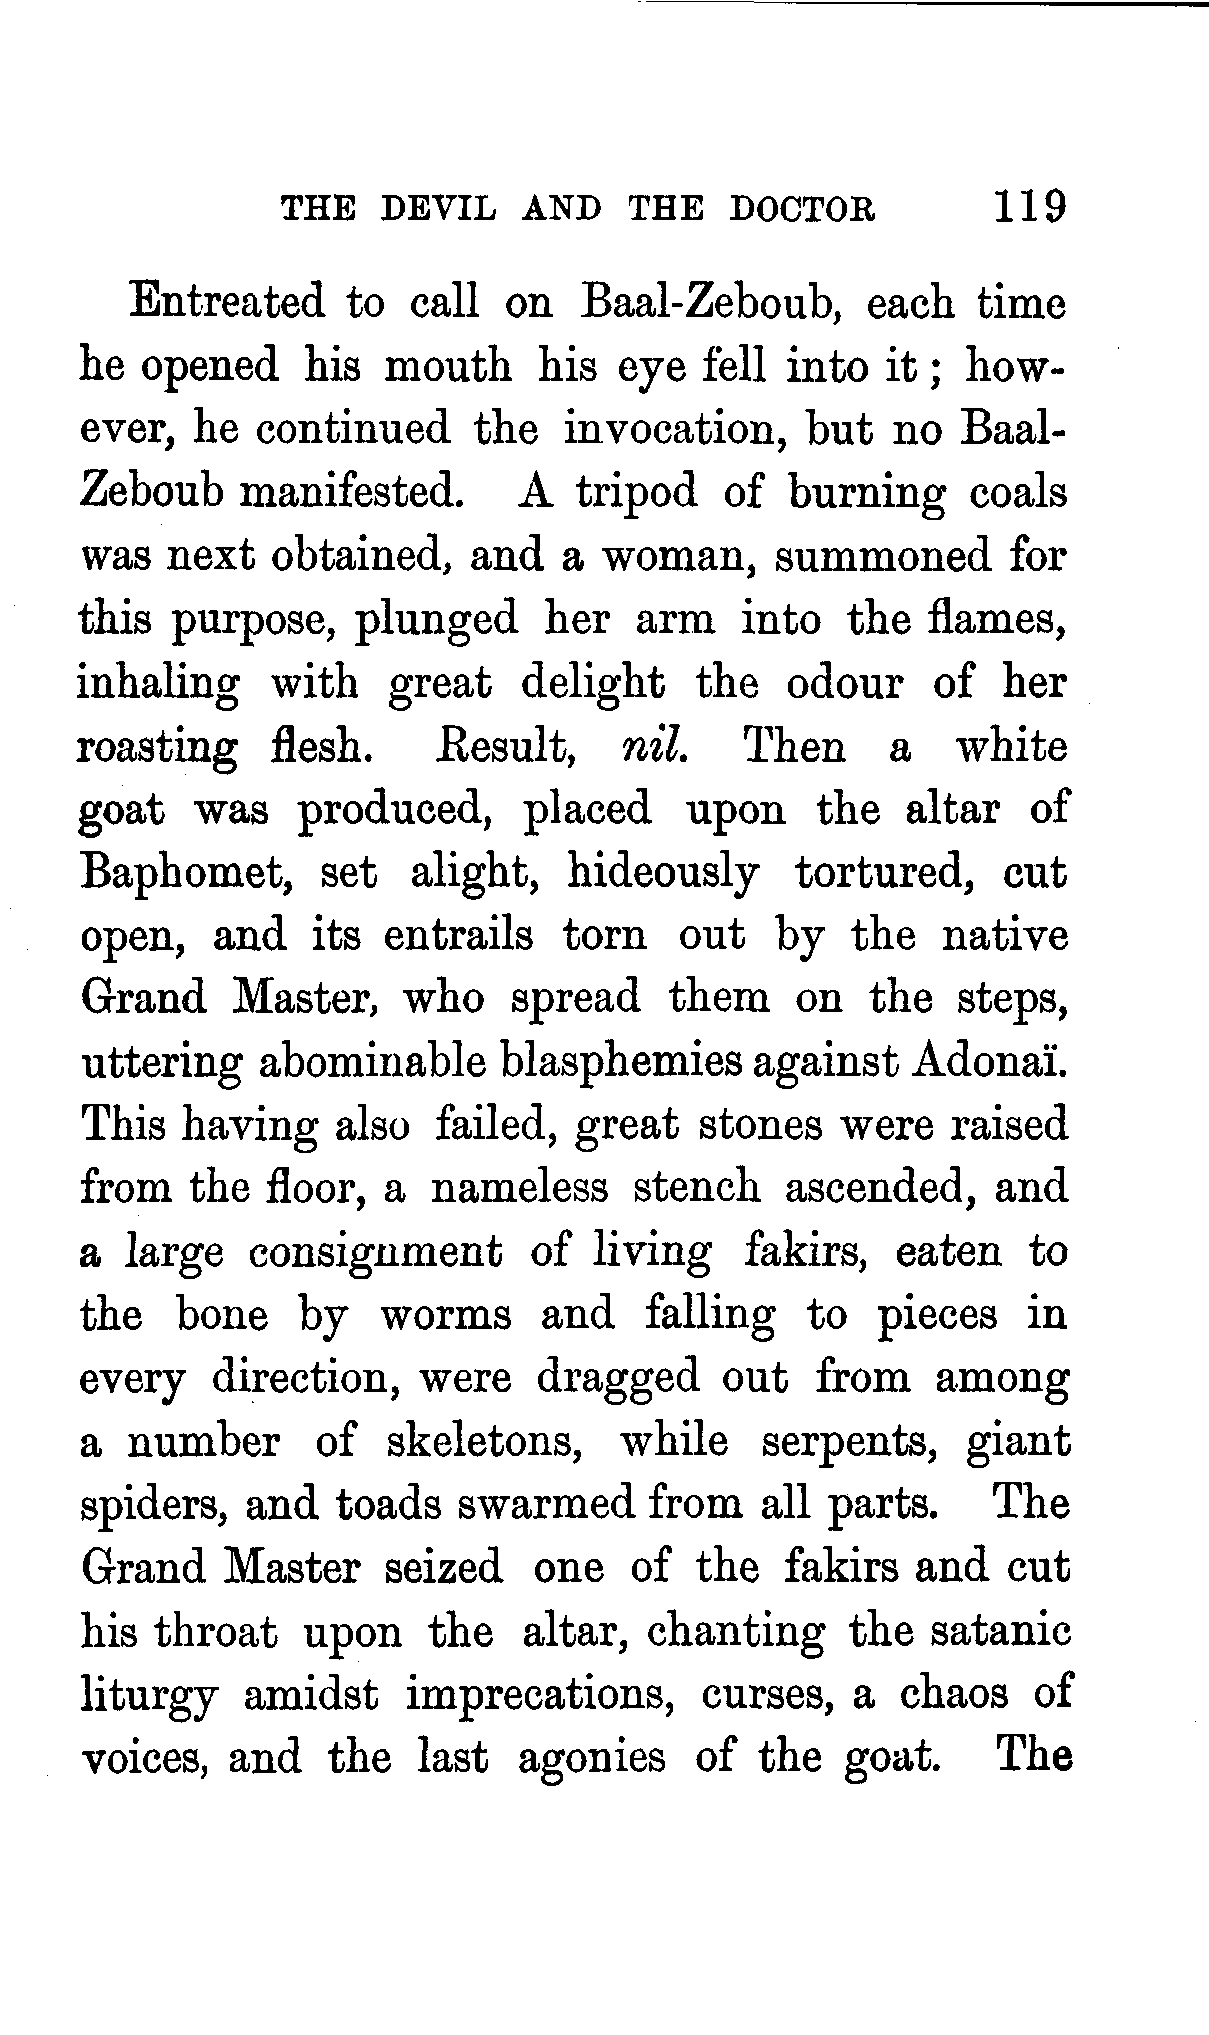 THE DEVIL AND THE DOCTOR 119
Entreated to call on Baal-Zeboub, each time
he opened his mouth his eye fell into it ; how-
ever, he continued the invocation, but no Baal-
Zeboub manifested. A tripod of burning coals
was next obtained, and a woman, summoned for
this purpose, plunged her arm into the flames,
inhaling with great delight the odour of her
roasting flesh. Result, nil. Then a white
goat was produced, placed upon the altar of
Baphomet, set alight, hideously tortured, cut
open, and its entrails torn out by the native
Grand Master, who spread them on the steps,
uttering abominable blasphemies against Adonaï.
This having also failed, great stones were raised
from the floor, a nameless stench ascended, and
a large consignment of living fakirs, eaten to
the bone by worms and falling to pieces in
every direction, were dragged out from among
a number of skeletons, while serpents, giant
spiders, and toads swarmed from all parts. The
Grand Master seized one of the fakirs and cut
his throat upon the altar, chanting the satanic
liturgy amidst imprecations, curses, a chaos of
voices, and the last agonies of the goat. The